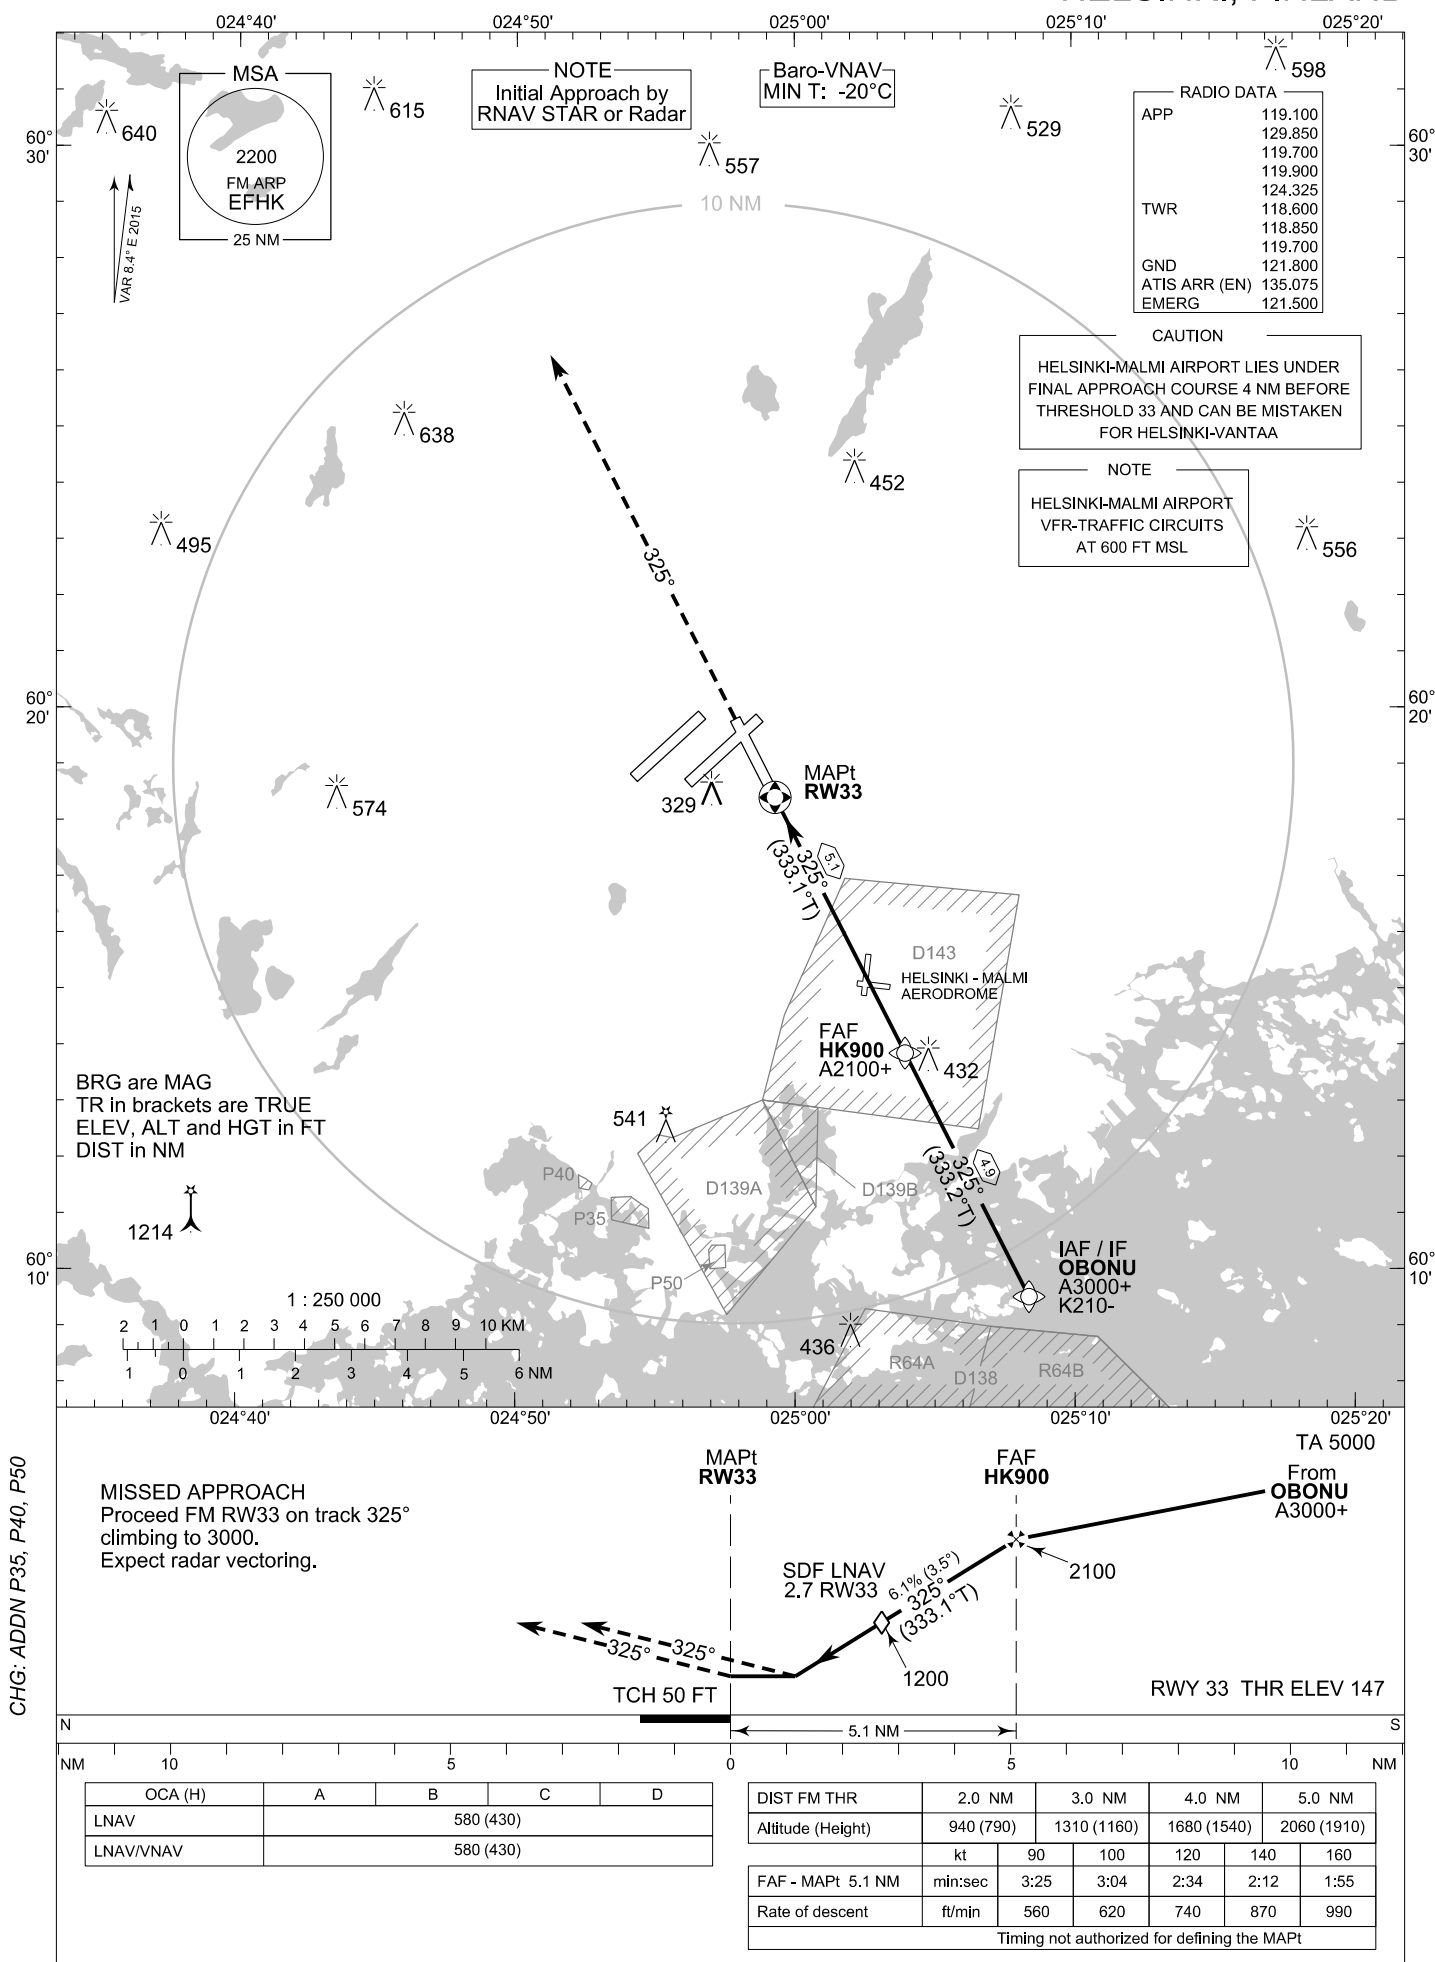 024°40'
024°50'
025°00'
025°10'
025°20'
MSA
2200
FM ARP
EFHK
25 NM
NOTE
Initial Approach by
RNAV STAR or Radar
Baro-VNAV
MIN T: -20°C
RADIO DATA
APP 119.100
129.850
119.700
119.900
124.325
TWR 118.600
118.850
119.700
GND 121.800
ATIS ARR (EN) 135.075
EMERG 121.500
640
615
557
529
598
60°
30'
60°
30'
VAR 8.4° E 2015
10 NM
CAUTION
HELSINKI-MALMI AIRPORT LIES UNDER
FINAL APPROACH COURSE 4 NM BEFORE
THRESHOLD 33 AND CAN BE MISTAKEN
FOR HELSINKI-VANTAA
NOTE
HELSINKI-MALMI AIRPORT
VFR-TRAFFIC CIRCUITS
AT 600 FT MSL
638
452
495
556
325°
60°
20'
60°
20'
574
329
MAPt
RW33
5.1
325°
(333.1°T)
D143
HELSINKI - MALMI
AERODROME
FAF
HK900
A2100+
432
BRG are MAG
TR in brackets are TRUE
ELEV, ALT and HGT in FT
DIST in NM
541
1214
P40
P35
D139A
D139B
P50
4.9
325°
(333.2°T)
IAF / IF
OBONU
A3000+
K210-
60°
10'
60°
10'
1 : 250 000
2 1 0 1 2 3 4 5 6 7 8 9 10 KM
1 0 1 2 3 4 5 6 NM
436
R64A
D138
R64B
024°40'
024°50'
025°00'
025°10'
025°20'
CHG: ADDN P35, P40, P50
TA 5000
MISSED APPROACH
Proceed FM RW33 on track 325°
climbing to 3000.
Expect radar vectoring.
MAPt
RW33
FAF
HK900
From
OBONU
A3000+
2100
SDF LNAV
2.7 RW33
6.1% (3.5°)
325°
(333.1°T)
1200
325°
325°
TCH 50 FT
RWY 33 THR ELEV 147
N
5.1 NM
S
NM 10 5 0 5 10 NM
OCA (H) A B C D
LNAV 580 (430)
LNAV/VNAV 580 (430)
DIST FM THR 2.0 NM 3.0 NM 4.0 NM 5.0 NM
Altitude (Height) 940 (790) 1310 (1160) 1680 (1540) 2060 (1910)
kt 90 100 120 140 160
FAF - MAPt 5.1 NM min:sec 3:25 3:04 2:34 2:12 1:55
Rate of descent ft/min 560 620 740 870 990
Timing not authorized for defining the MAPt